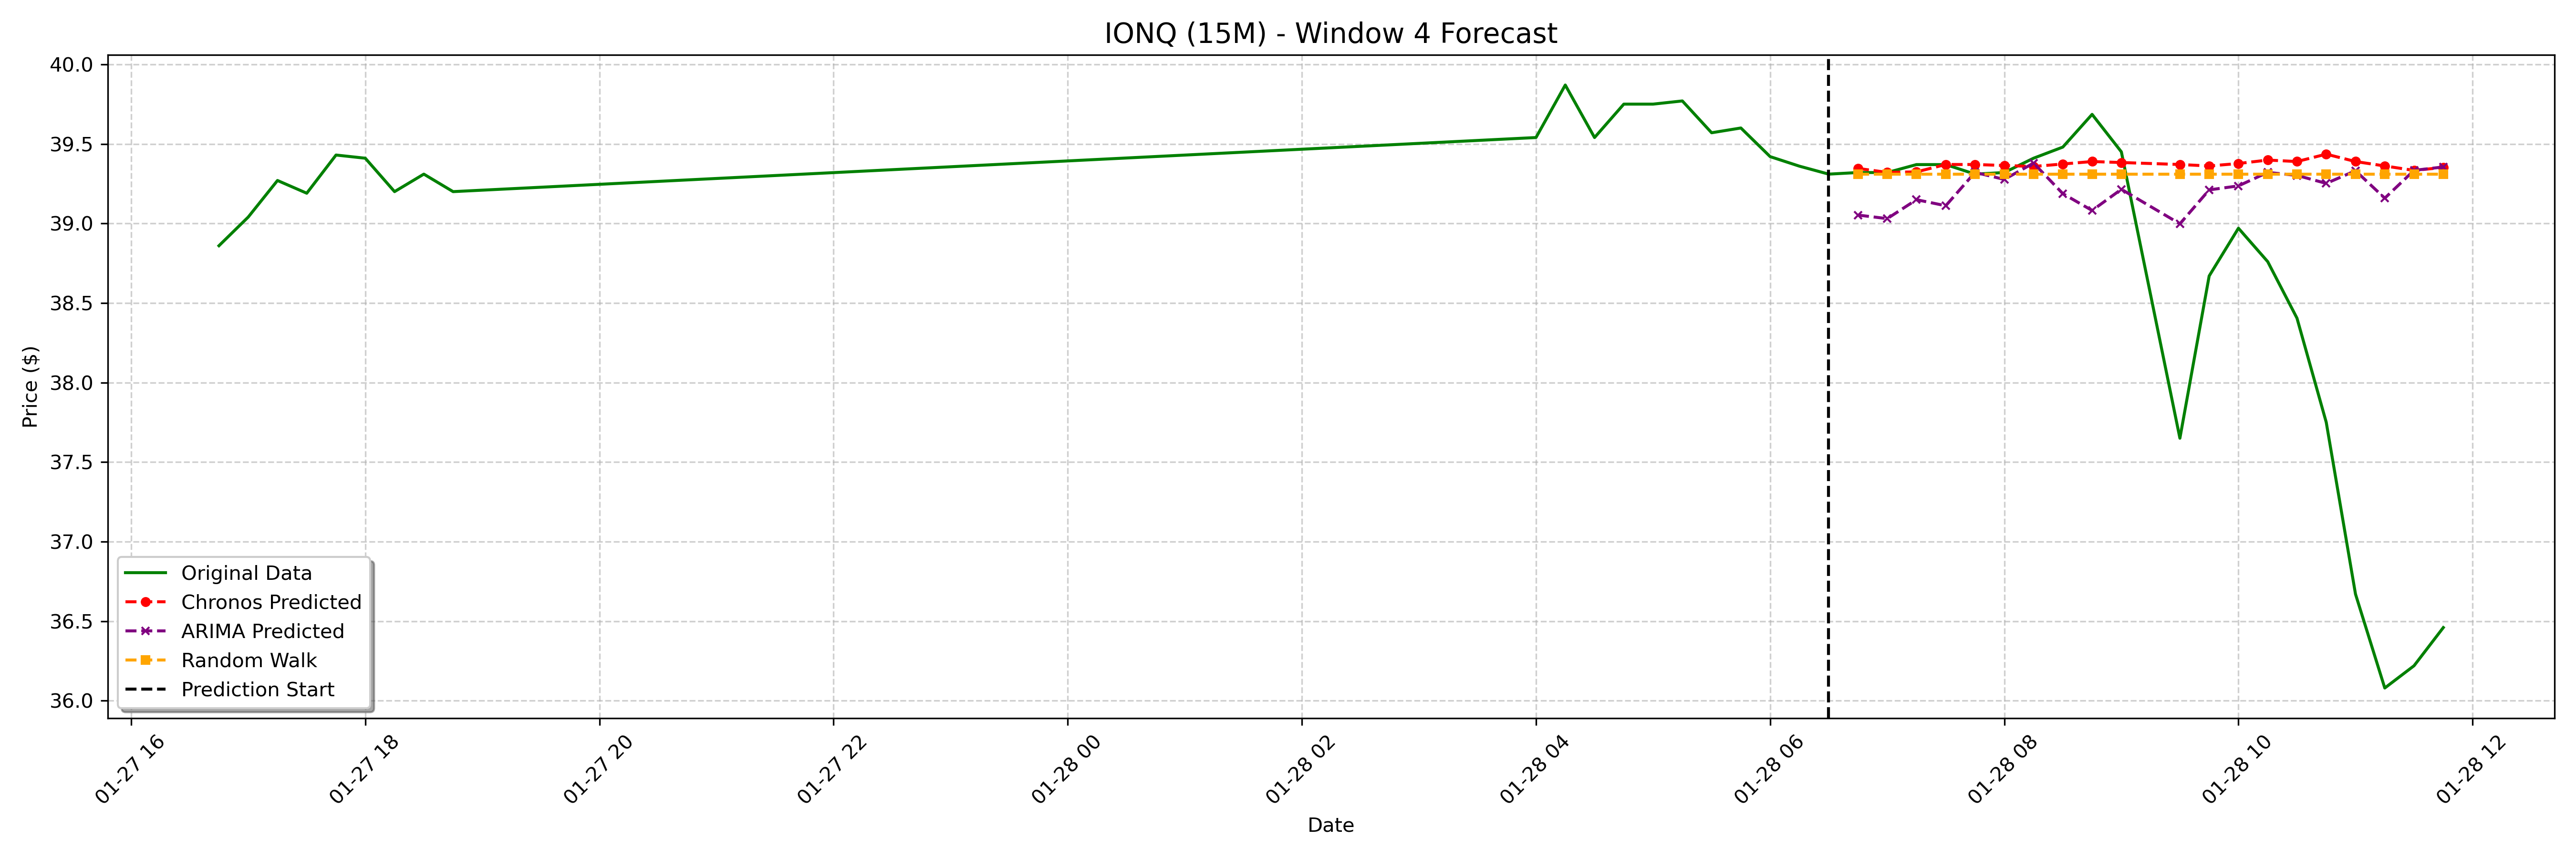 IONQ (15M) - Window 4 Forecast
Price ($)
40.0
39.5
39.0
38.5
38.0
37.5
37.0
36.5
36.0
Original Data
Chronos Predicted
ARIMA Predicted
Random Walk
Prediction Start
01-27 16
01-27 18
01-27 20
01-27 22
01-28 00
01-28 02
01-28 04
01-28 06
01-28 08
01-28 10
01-28 12
Date